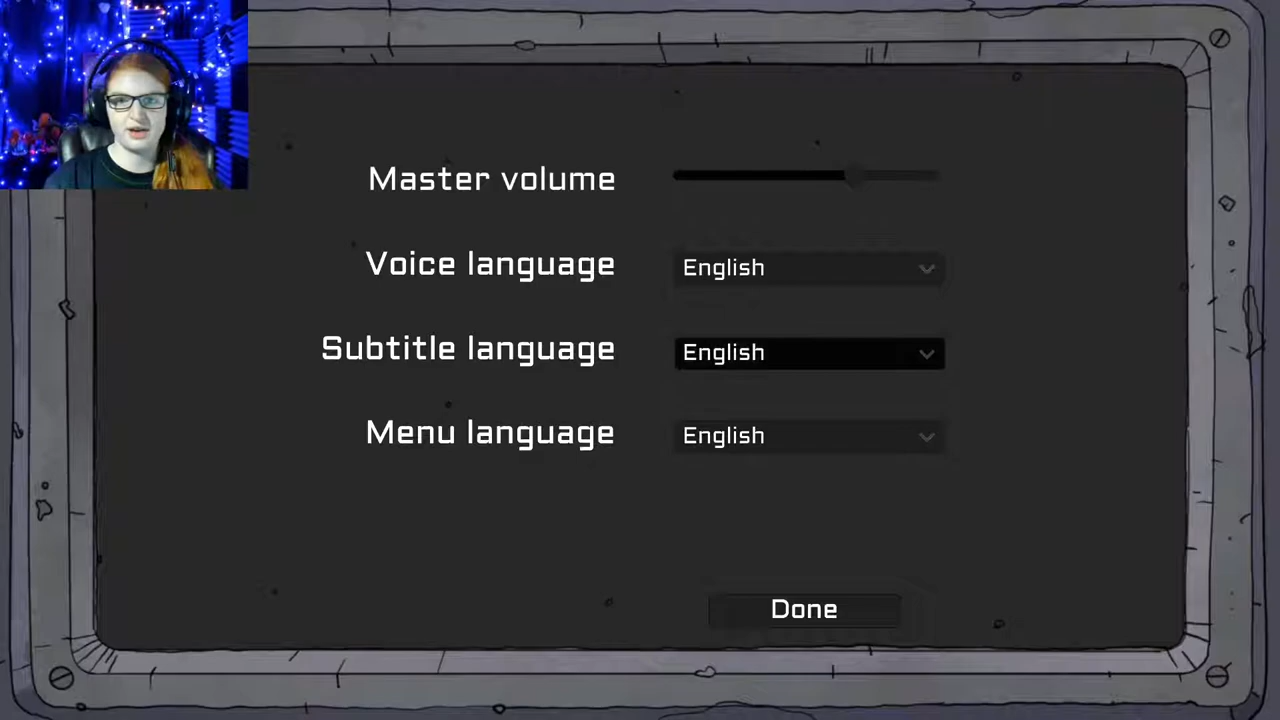 Master volume
Voice language English
Subtitle language English
Menu language English
Done